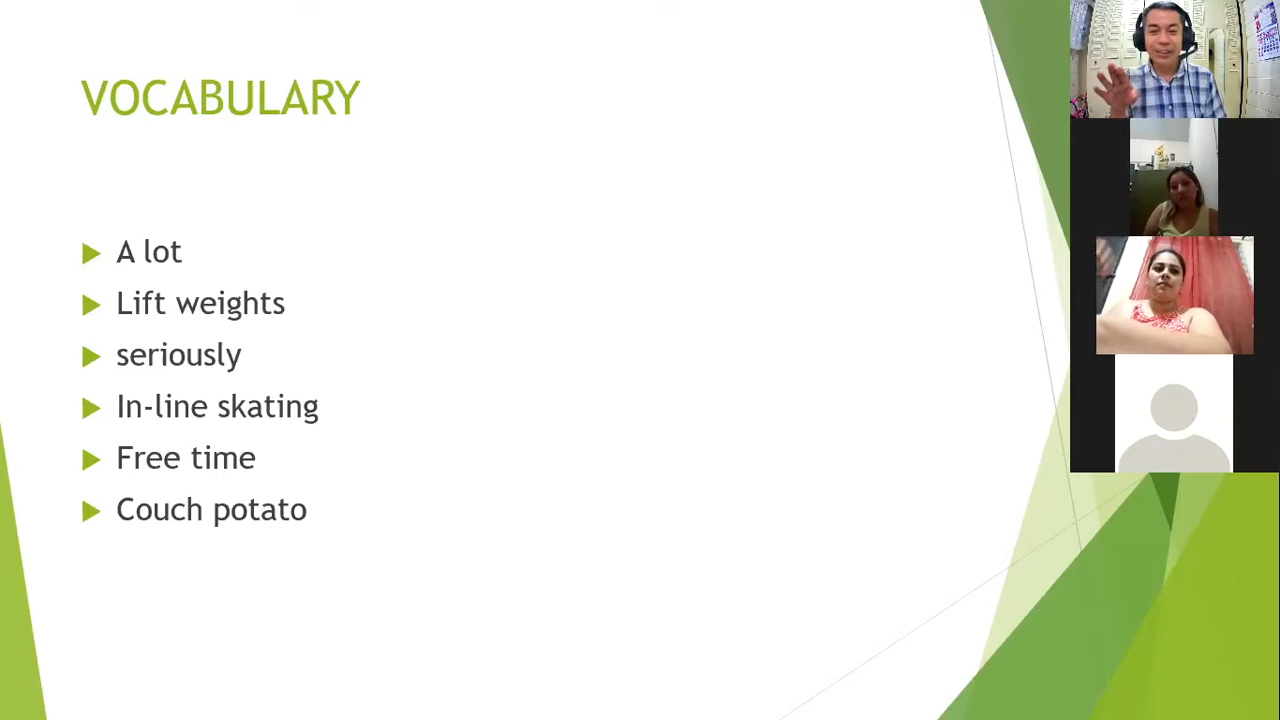 VOCABULARY
A lot
Lift weights
seriously
In-line skating
Free time
Couch potato